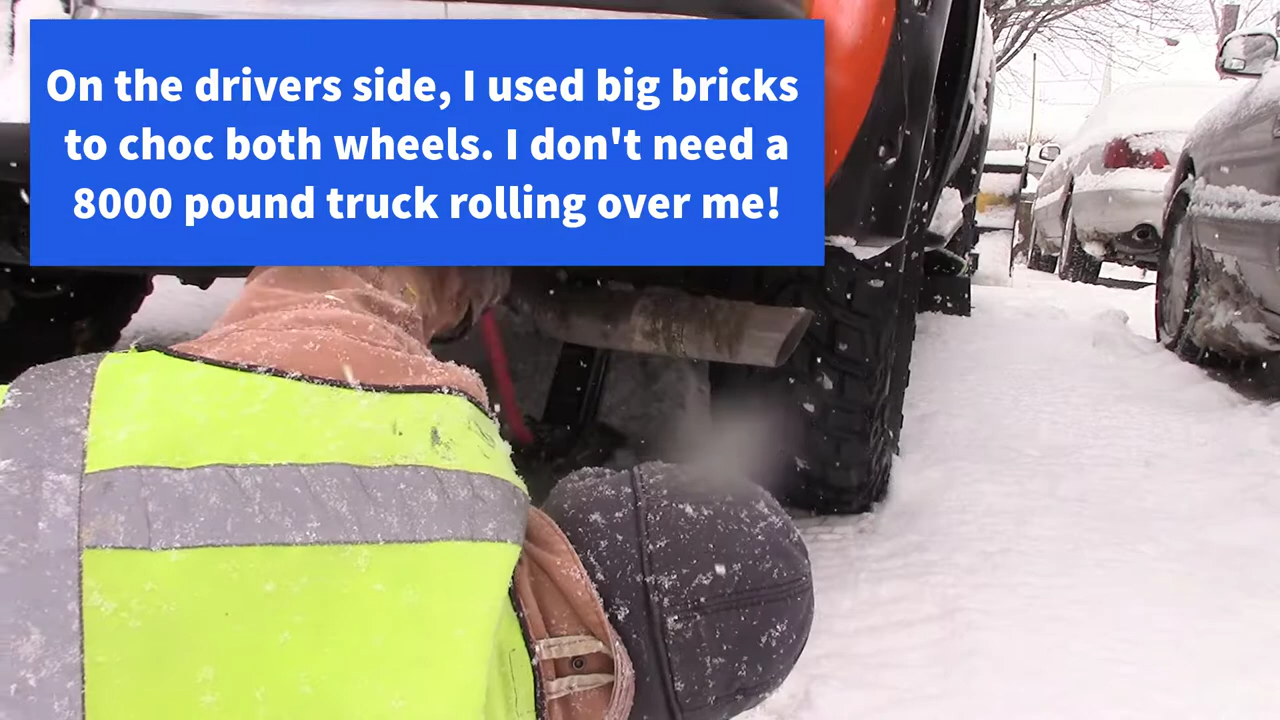 On the drivers side, I used big bricks
to choc both wheels. I don't need a
8000 pound truck rolling over me!